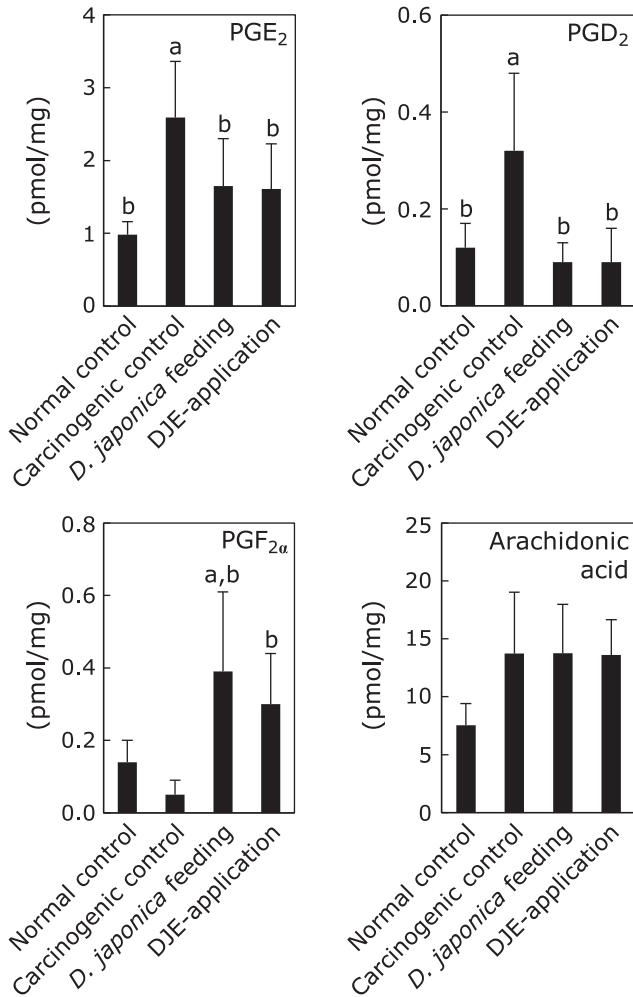 PGE₂
(pmol/mg)
4
3
2
1
0
b
a
b
b
Normal control
Carcinogenic control
D. japonica feeding
DJE-application
PGD₂
(pmol/mg)
0.6
0.4
0.2
0.0
b
a
b
b
Normal control
Carcinogenic control
D. japonica feeding
DJE-application
PGF₂α
(pmol/mg)
0.8
0.6
0.4
0.2
0.0
a,b
b
Normal control
Carcinogenic control
D. japonica feeding
DJE-application
Arachidonic
acid
(pmol/mg)
25
20
15
10
5
0
Normal control
Carcinogenic control
D. japonica feeding
DJE-application